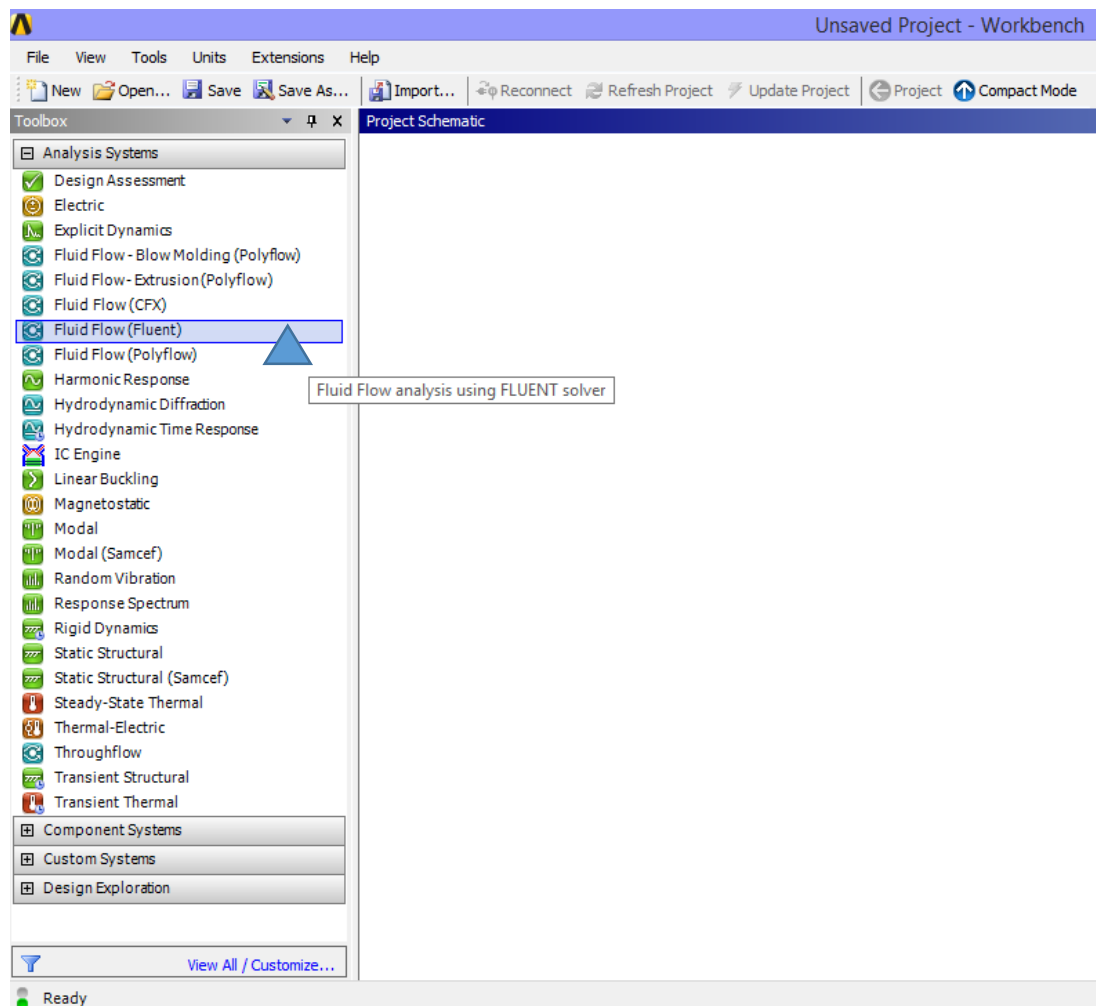 Unsaved Project - Workbench
File View Tools Units Extensions Help
New Open... Save Save As... Import... Reconnect Refresh Project Update Project Project Compact Mode
Toolbox
Project Schematic
Analysis Systems
Design Assessment
Electric
Explicit Dynamics
Fluid Flow - Blow Molding (Polyflow)
Fluid Flow - Extrusion (Polyflow)
Fluid Flow (CFX)
Fluid Flow (Fluent)
Fluid Flow (Polyflow)
Harmonic Response
Fluid Flow analysis using FLUENT solver
Hydrodynamic Diffraction
Hydrodynamic Time Response
IC Engine
Linear Buckling
Magnetostatic
Modal
Modal (Samcef)
Random Vibration
Response Spectrum
Rigid Dynamics
Static Structural
Static Structural (Samcef)
Steady-State Thermal
Thermal-Electric
Throughflow
Transient Structural
Transient Thermal
Component Systems
Custom Systems
Design Exploration
View All / Customize...
Ready